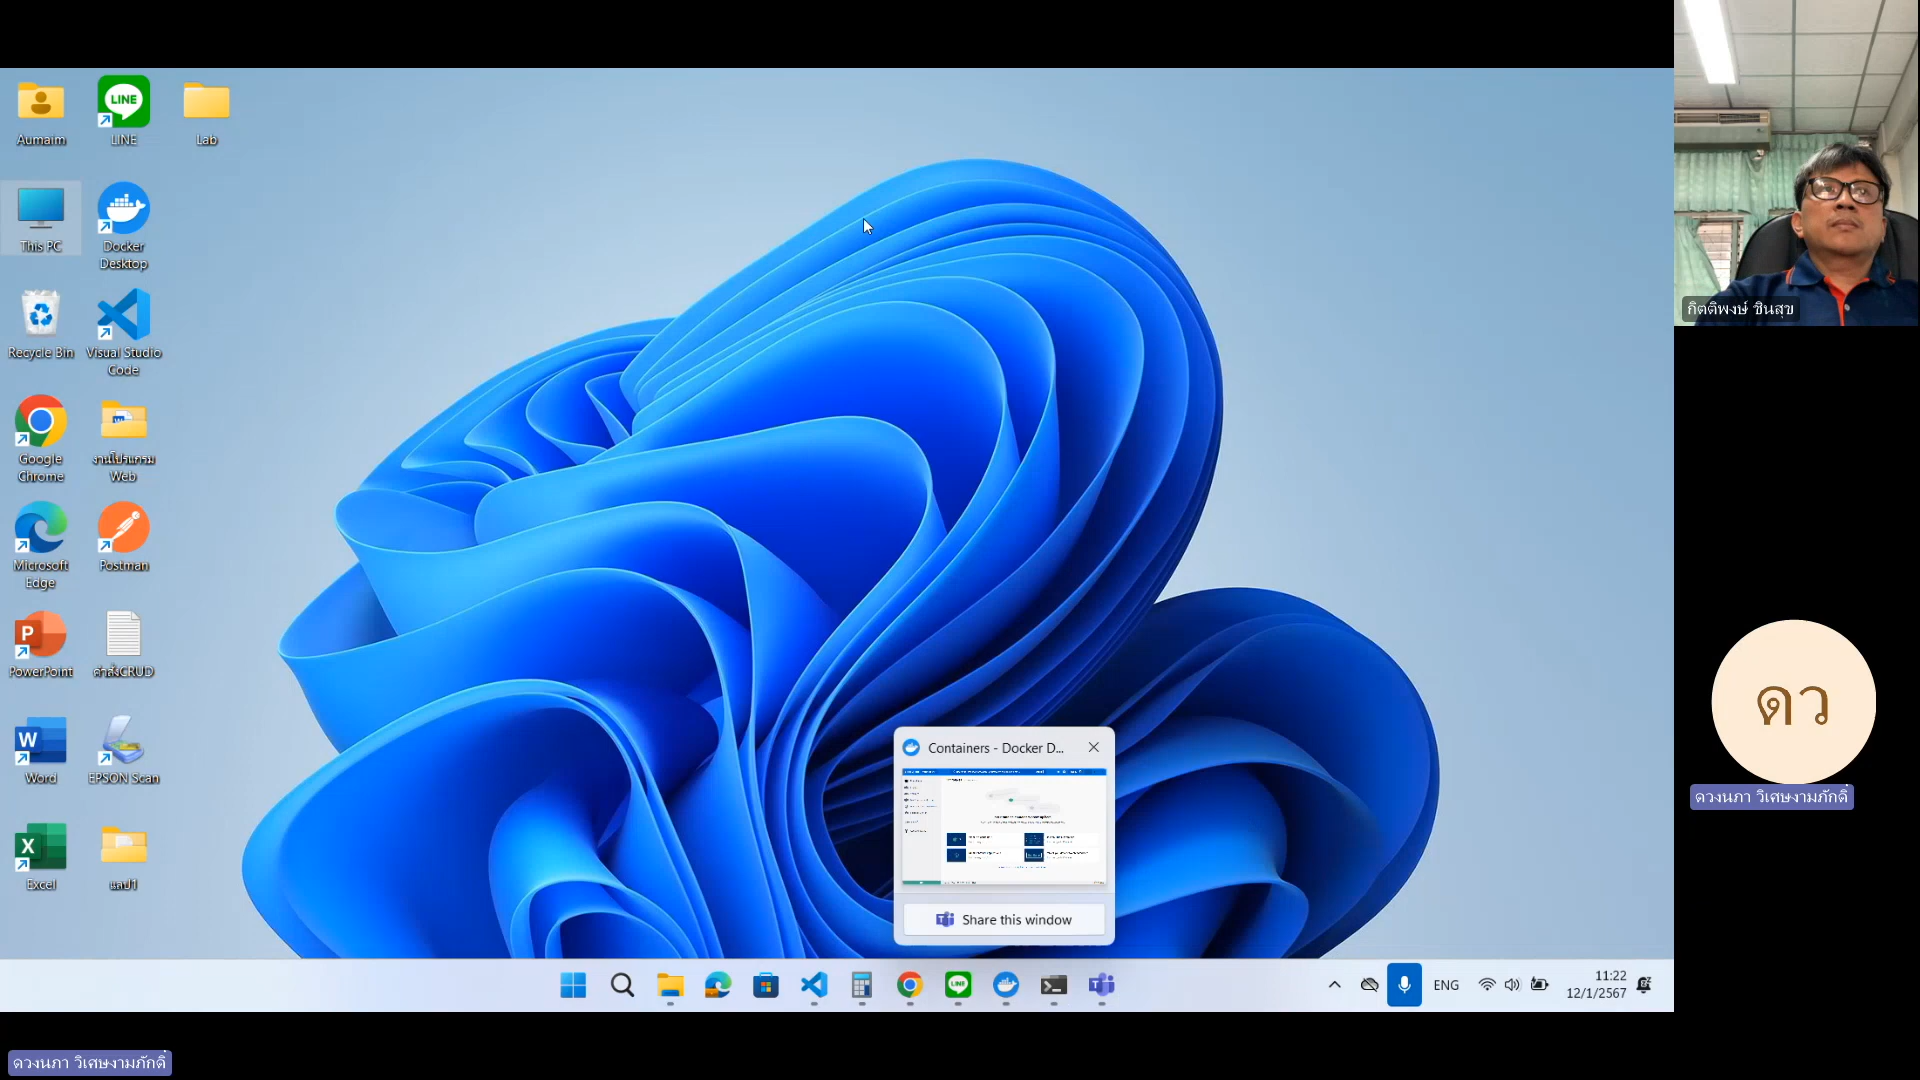 Aumaim
LINE
LINE
Lab
This PC
Docker
Desktop
Recycle Bin
Visual Studio
Code
Google
Chrome
งานโปรแกรม
Web
Microsoft
Edge
Postman
PowerPoint
คำสั่งCRUD
Word
EPSON Scan
Excel
แลป1
Containers - Docker D...
Share this window
ENG
11:22
12/1/2567
กิตติพงษ์ ชินสุข
ดว
ดวงนภา วิเศษงามภักดิ์
ดวงนภา วิเศษงามภักดิ์